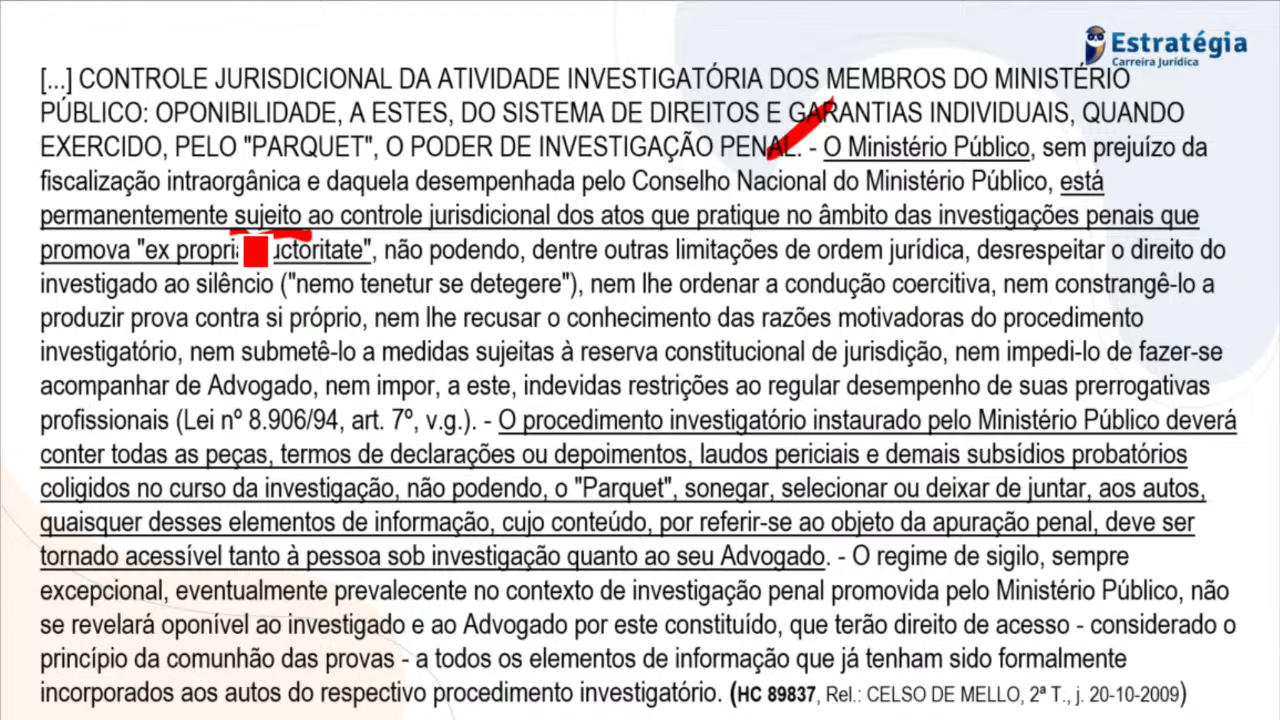 Estratégia
Carreira Jurídica
[...] CONTROLE JURISDICIONAL DA ATIVIDADE INVESTIGATÓRIA DOS MEMBROS DO MINISTÉRIO
PÚBLICO: OPONIBILIDADE, A ESTES, DO SISTEMA DE DIREITOS E GARANTIAS INDIVIDUAIS, QUANDO
EXERCIDO, PELO "PARQUET", O PODER DE INVESTIGAÇÃO PENAL. - O Ministério Público, sem prejuízo da
fiscalização intraorgânica e daquela desempenhada pelo Conselho Nacional do Ministério Público, está
permanentemente sujeito ao controle jurisdicional dos atos que pratique no âmbito das investigações penais que
promova "ex propria auctoritate", não podendo, dentre outras limitações de ordem jurídica, desrespeitar o direito do
investigado ao silêncio ("nemo tenetur se detegere"), nem lhe ordenar a condução coercitiva, nem constrangê-lo a
produzir prova contra si próprio, nem lhe recusar o conhecimento das razões motivadoras do procedimento
investigatório, nem submetê-lo a medidas sujeitas à reserva constitucional de jurisdição, nem impedi-lo de fazer-se
acompanhar de Advogado, nem impor, a este, indevidas restrições ao regular desempenho de suas prerrogativas
profissionais (Lei nº 8.906/94, art. 7º, v.g.). - O procedimento investigatório instaurado pelo Ministério Público deverá
conter todas as peças, termos de declarações ou depoimentos, laudos periciais e demais subsídios probatórios
coligidos no curso da investigação, não podendo, o "Parquet", sonegar, selecionar ou deixar de juntar, aos autos,
quaisquer desses elementos de informação, cujo conteúdo, por referir-se ao objeto da apuração penal, deve ser
tornado acessível tanto à pessoa sob investigação quanto ao seu Advogado. - O regime de sigilo, sempre
excepcional, eventualmente prevalecente no contexto de investigação penal promovida pelo Ministério Público, não
se revelará oponível ao investigado e ao Advogado por este constituído, que terão direito de acesso - considerado o
princípio da comunhão das provas - a todos os elementos de informação que já tenham sido formalmente
incorporados aos autos do respectivo procedimento investigatório. (HC 89837, Rel.: CELSO DE MELLO, 2ª T., j. 20-10-2009)